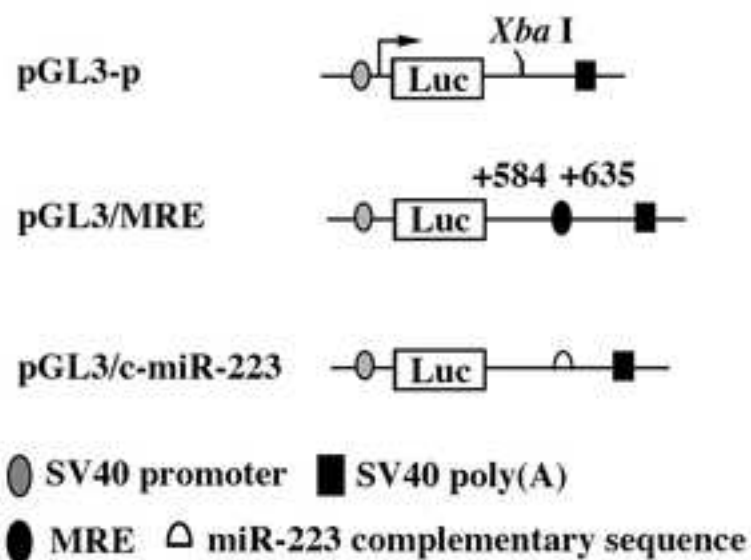 Xba I
pGL3-p
Luc
+584 +635
pGL3/MRE
Luc
pGL3/c-miR-223
Luc
SV40 promoter SV40 poly(A)
MRE miR-223 complementary sequence